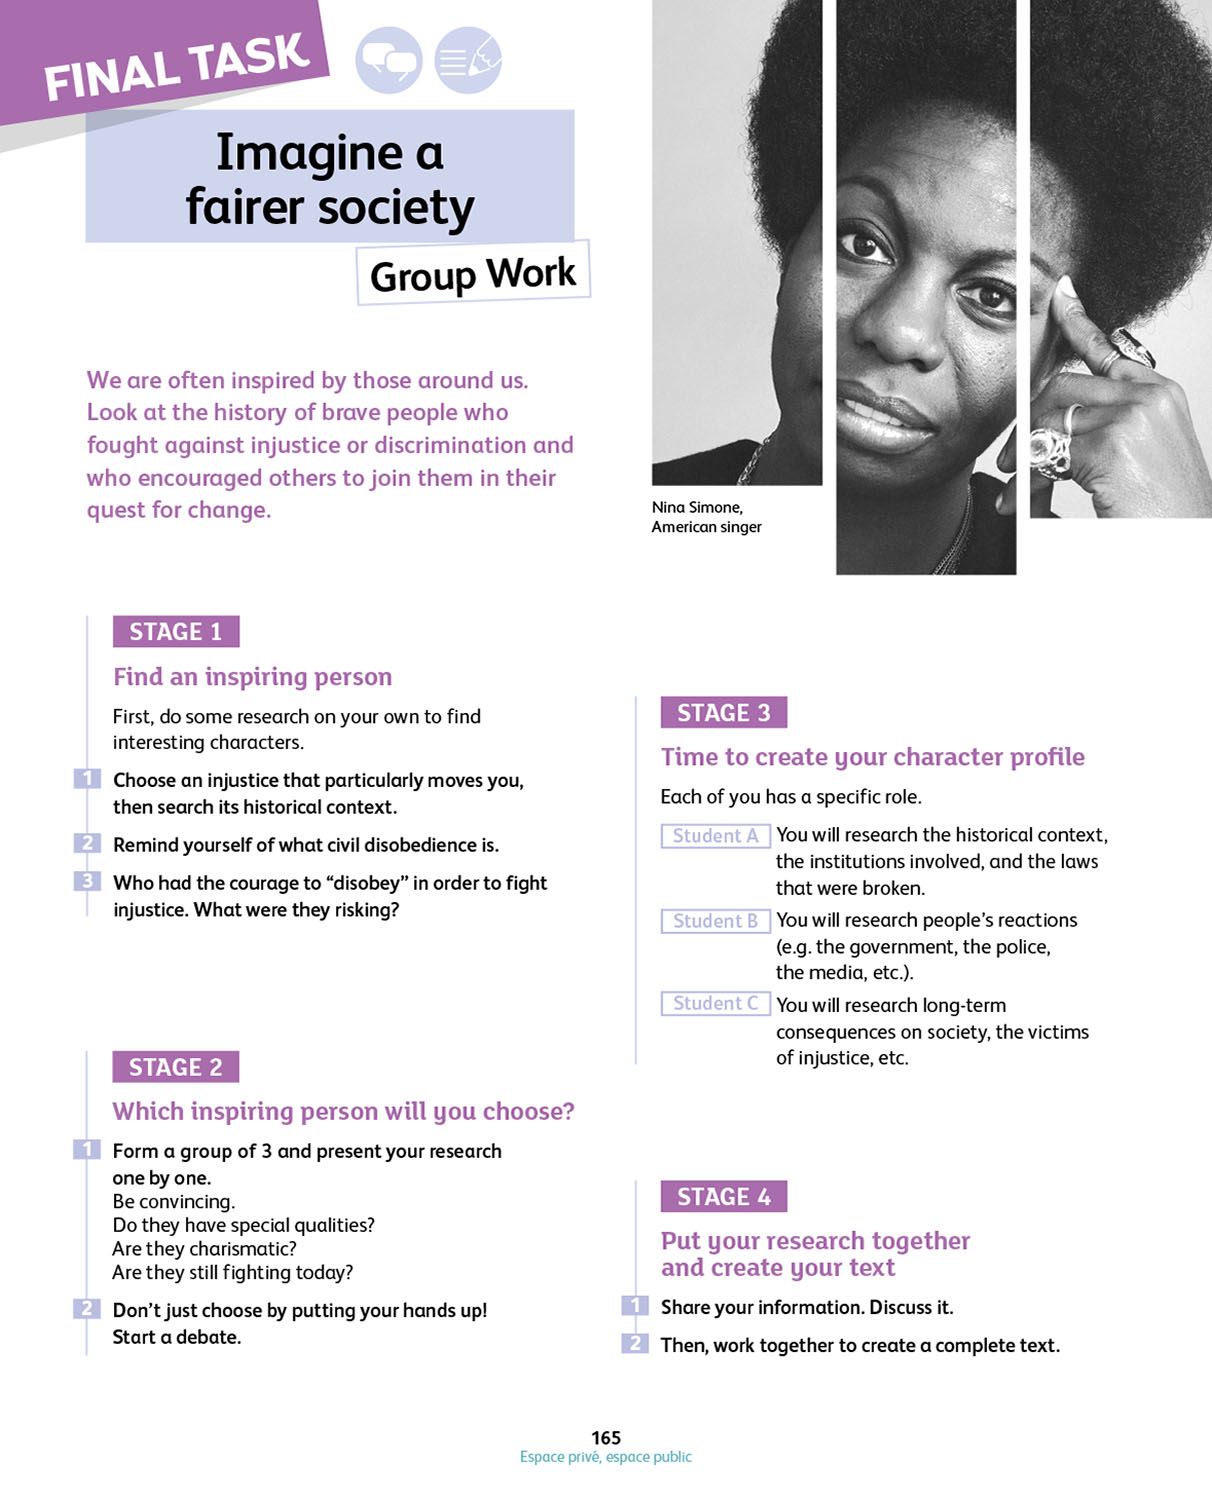 FINAL TASK
Imagine a
fairer society
Group Work
We are often inspired by those around us.
Look at the history of brave people who
fought against injustice or discrimination and
who encouraged others to join them in their
quest for change.
Nina Simone,
American singer
STAGE 1
Find an inspiring person
First, do some research on your own to find
interesting characters.
1 Choose an injustice that particularly moves you,
then search its historical context.
2 Remind yourself of what civil disobedience is.
3 Who had the courage to “disobey” in order to fight
injustice. What were they risking?
STAGE 2
Which inspiring person will you choose?
1 Form a group of 3 and present your research
one by one.
Be convincing.
Do they have special qualities?
Are they charismatic?
Are they still fighting today?
2 Don’t just choose by putting your hands up!
Start a debate.
STAGE 3
Time to create your character profile
Each of you has a specific role.
Student A You will research the historical context,
the institutions involved, and the laws
that were broken.
Student B You will research people’s reactions
(e.g. the government, the police,
the media, etc.).
Student C You will research long-term
consequences on society, the victims
of injustice, etc.
STAGE 4
Put your research together
and create your text
1 Share your information. Discuss it.
2 Then, work together to create a complete text.
165
Espace privé, espace public